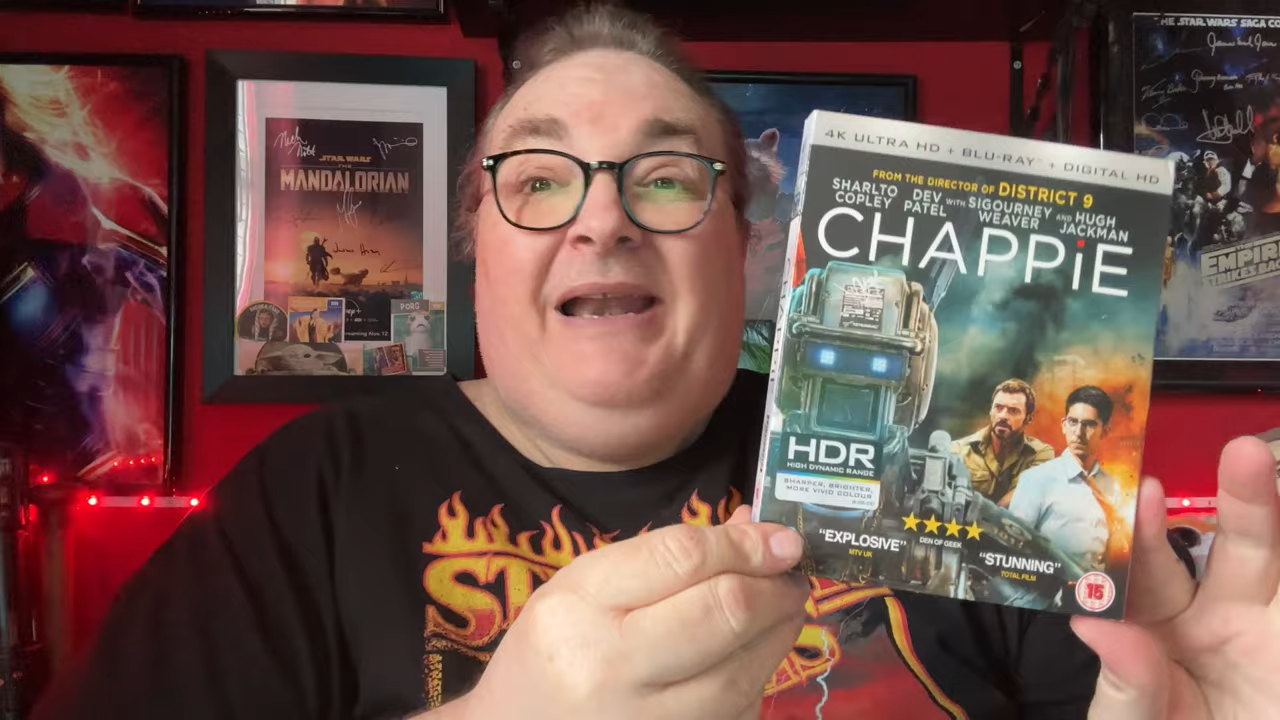 STAR WARS
THE
MANDALORIAN
PORG
THE STAR WARS SAGA CO
EMPIRE
STRIKES BACK
4K ULTRA HD + BLU-RAY™ + DIGITAL HD
FROM THE DIRECTOR OF DISTRICT 9
SHARLTO COPLEY DEV PATEL WITH SIGOURNEY WEAVER AND HUGH JACKMAN
CHAPPiE
HDR
HIGH DYNAMIC RANGE
SHARPER, BRIGHTER,
MORE VIVID COLOUR
"EXPLOSIVE"
MTV UK
DEN OF GEEK
"STUNNING"
TOTAL FILM
15